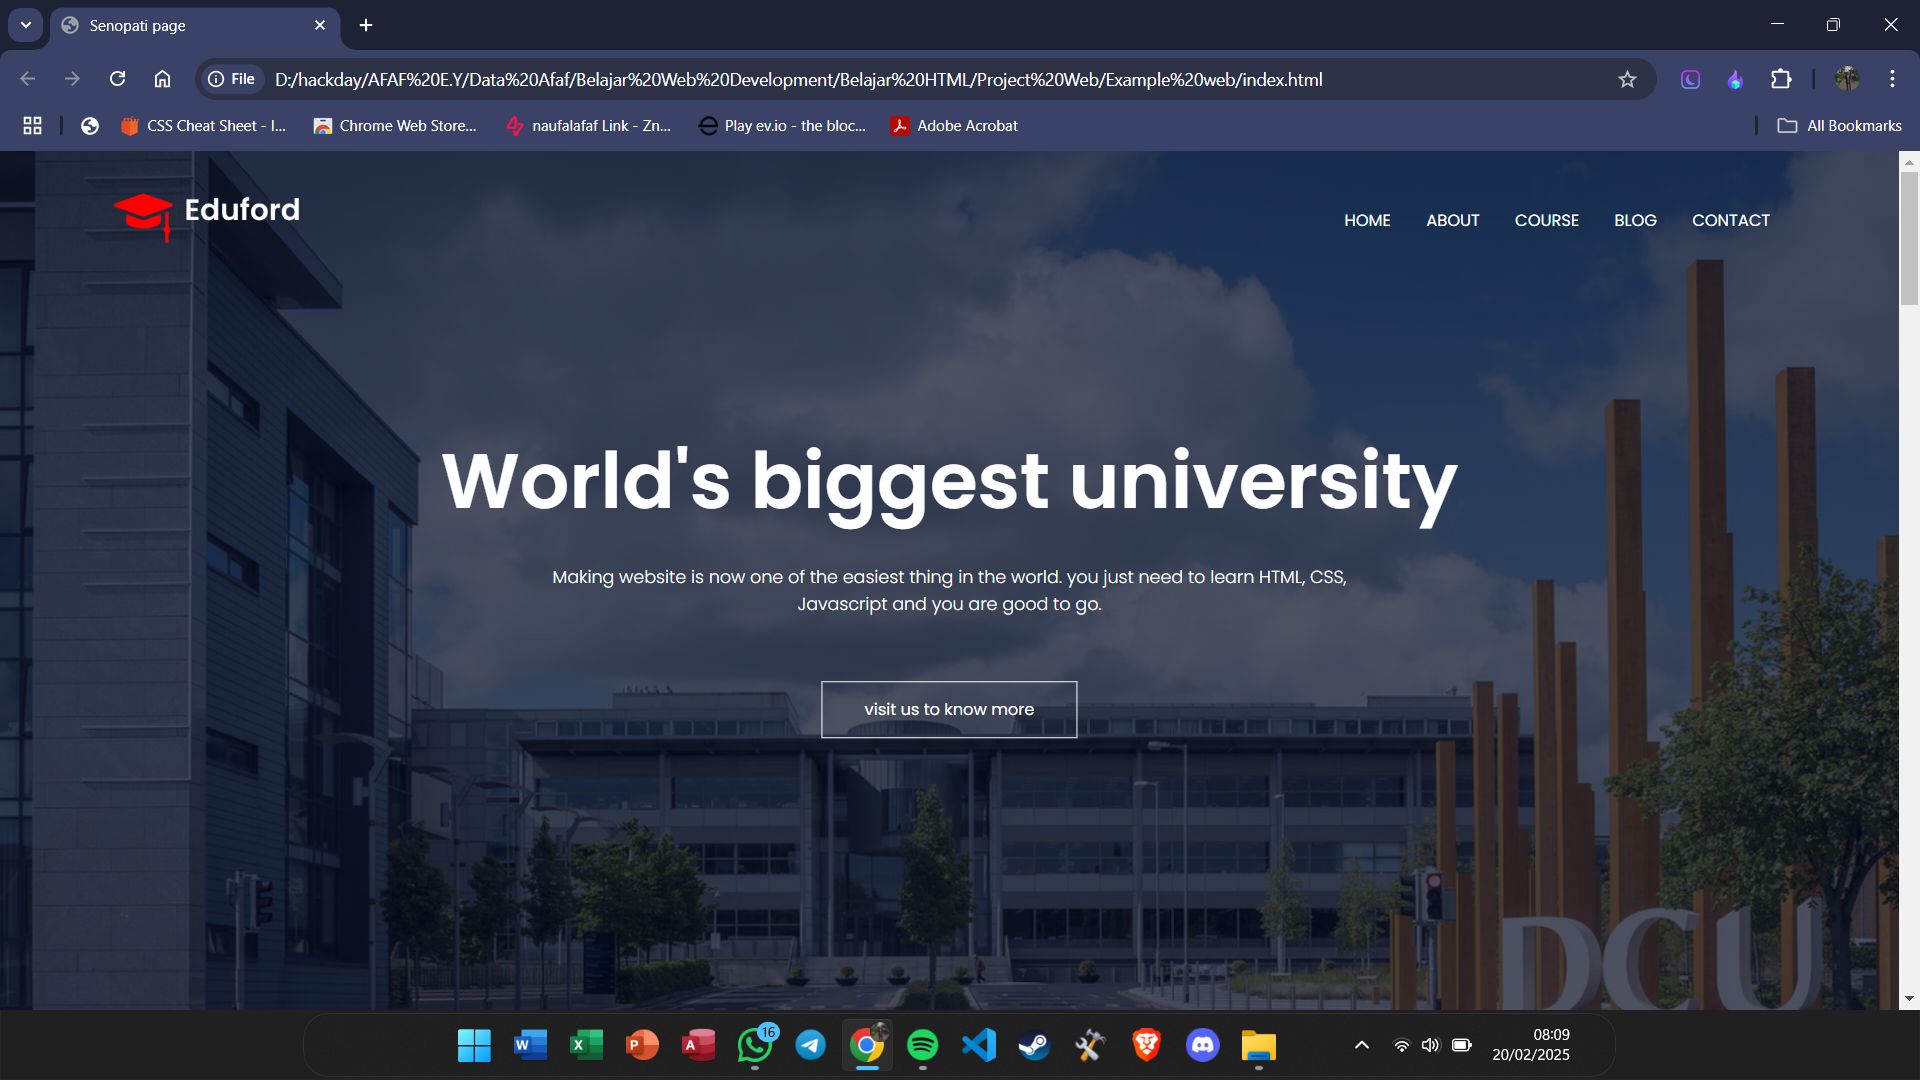 Senopati page
File
D:/hackday/AFAF%20E.Y/Data%20Afaf/Belajar%20Web%20Development/Belajar%20HTML/Project%20Web/Example%20web/index.html
CSS Cheat Sheet - I...
Chrome Web Store...
naufalafaf Link - Zn...
Play ev.io - the bloc...
Adobe Acrobat
All Bookmarks
Eduford
HOME ABOUT COURSE BLOG CONTACT
World's biggest university
Making website is now one of the easiest thing in the world. you just need to learn HTML, CSS,
Javascript and you are good to go.
visit us to know more
DCU
W
X
P
A
16
08:09
20/02/2025